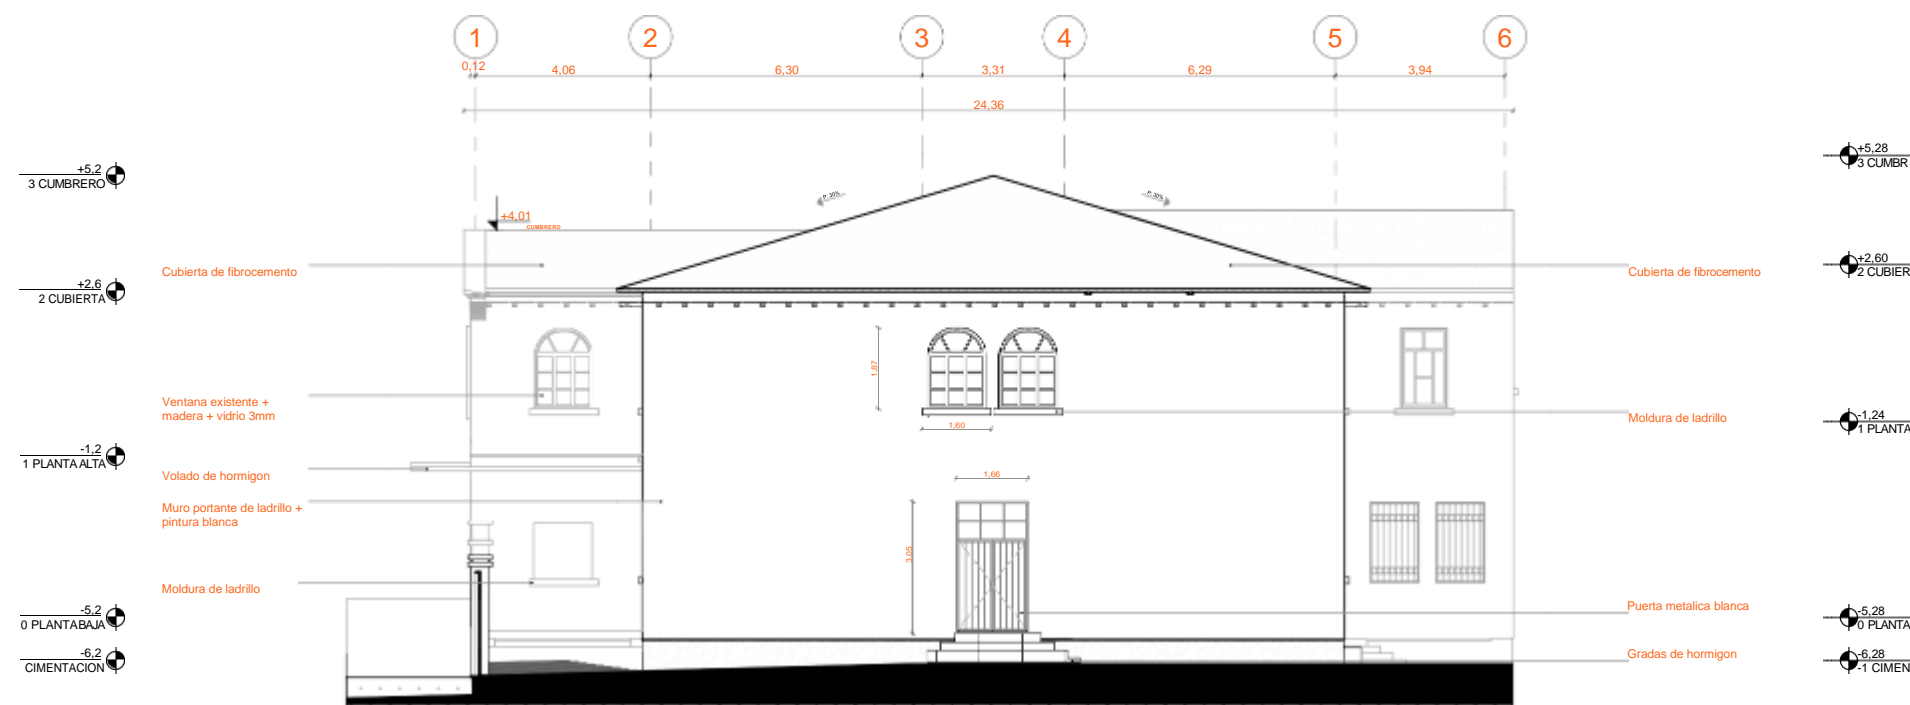 1 2 3 4 5 6
0,12 4,06 6,30 3,31 6,29 3,94
24,36
+5,2
3 CUMBRERO
+5,28
3 CUMBR
P. 30%
P. 30%
+4,01
CUMBRERO
Cubierta de fibrocemento
Cubierta de fibrocemento
+2,6
2 CUBIERTA
+2,60
2 CUBIER
1,87
Ventana existente +
madera + vidrio 3mm
Moldura de ladrillo
-1,24
1 PLANTA
1,60
-1,2
1 PLANTA ALTA
Volado de hormigon
1,66
Muro portante de ladrillo +
pintura blanca
3,05
Moldura de ladrillo
Puerta metalica blanca
-5,2
0 PLANTABAJA
-5,28
0 PLANTA
-6,2
CIMENTACION
Gradas de hormigon
-6,28
-1 CIMEN